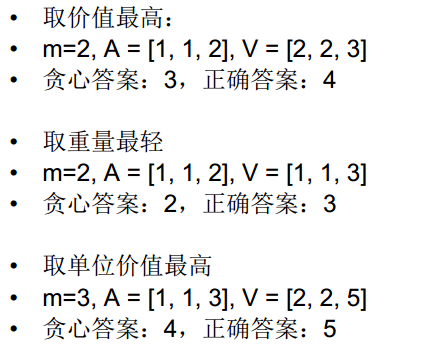 • 取价值最高：
• m=2, A = [1, 1, 2], V = [2, 2, 3]
• 贪心答案：3，正确答案：4
• 取重量最轻
• m=2, A = [1, 1, 2], V = [1, 1, 3]
• 贪心答案：2，正确答案：3
• 取单位价值最高
• m=3, A = [1, 1, 3], V = [2, 2, 5]
• 贪心答案：4，正确答案：5